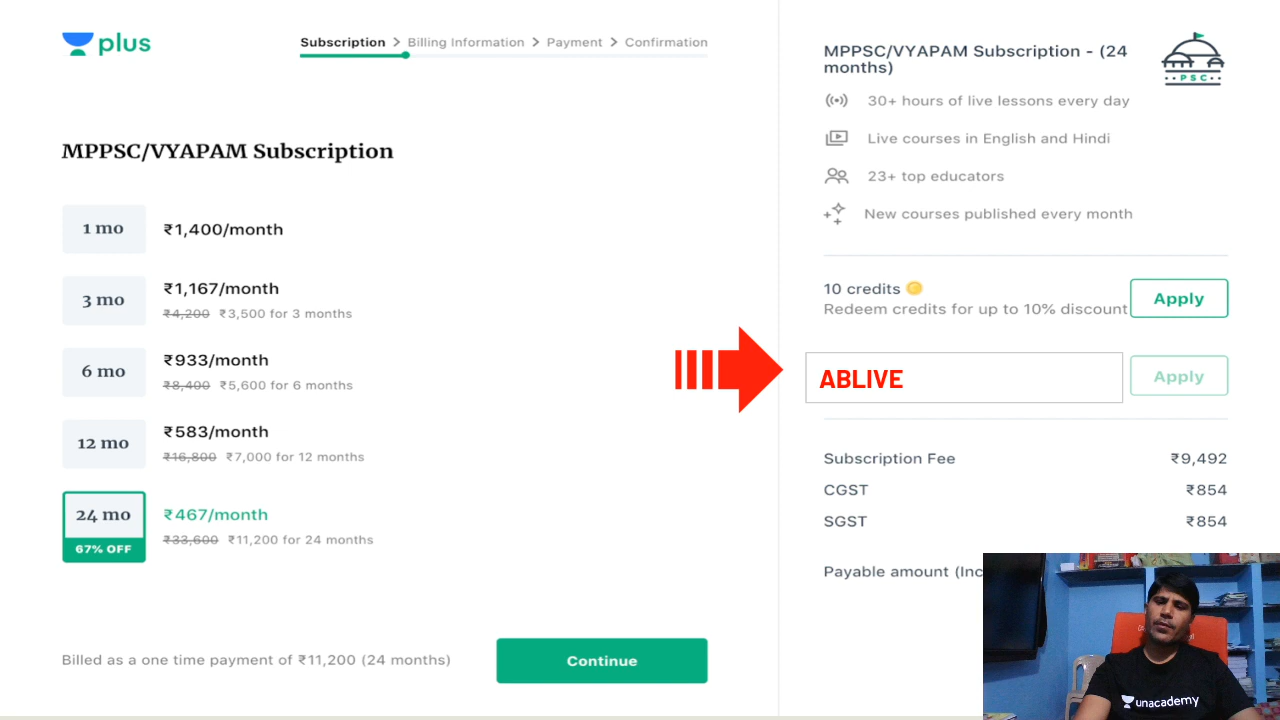 plus
Subscription > Billing Information > Payment > Confirmation
MPPSC/VYAPAM Subscription
1 mo
₹1,400/month
3 mo
₹1,167/month
₹4,200 ₹3,500 for 3 months
6 mo
₹933/month
₹8,400 ₹5,600 for 6 months
12 mo
₹583/month
₹16,800 ₹7,000 for 12 months
24 mo
67% OFF
₹467/month
₹33,600 ₹11,200 for 24 months
Billed as a one time payment of ₹11,200 (24 months)
Continue
MPPSC/VYAPAM Subscription - (24
months)
PSC
30+ hours of live lessons every day
Live courses in English and Hindi
23+ top educators
New courses published every month
10 credits
Redeem credits for up to 10% discount
Apply
ABLIVE
Apply
Subscription Fee ₹9,492
CGST ₹854
SGST ₹854
Payable amount
unacademy